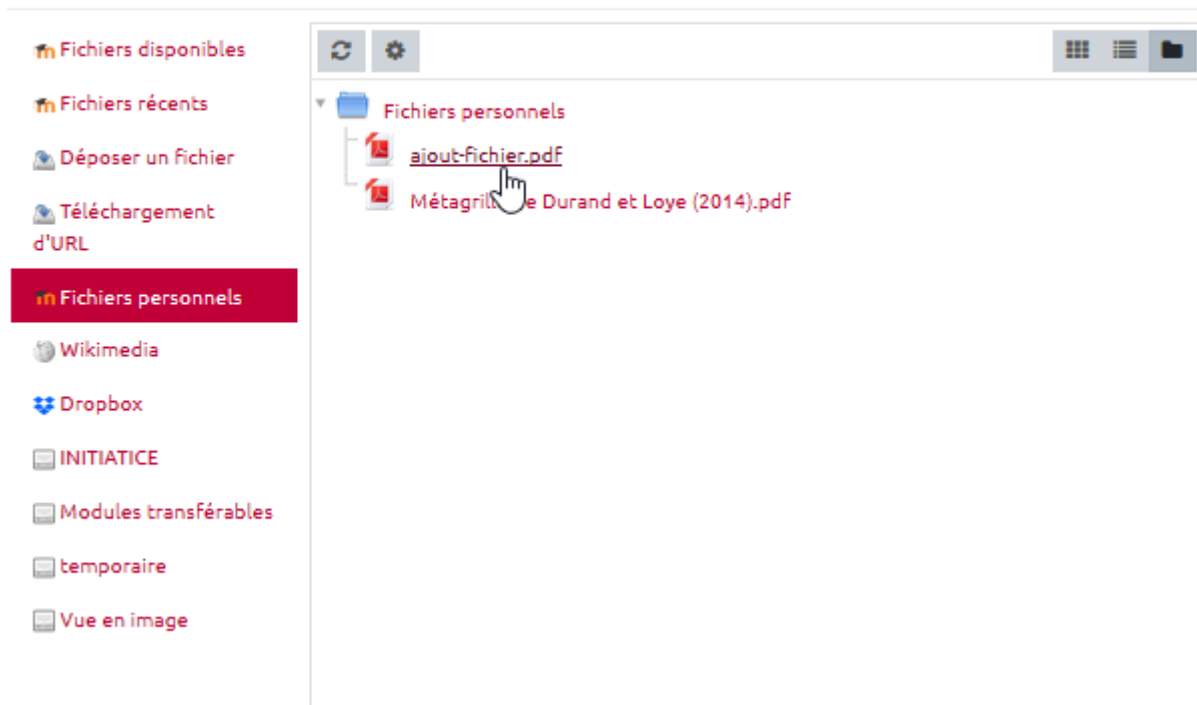 Fichiers disponibles
Fichiers récents
Déposer un fichier
Téléchargement
d'URL
Fichiers personnels
Wikimedia
Dropbox
INITIATICE
Modules transférables
temporaire
Vue en image
Fichiers personnels
ajout-fichier.pdf
Durand et Loye (2014).pdf